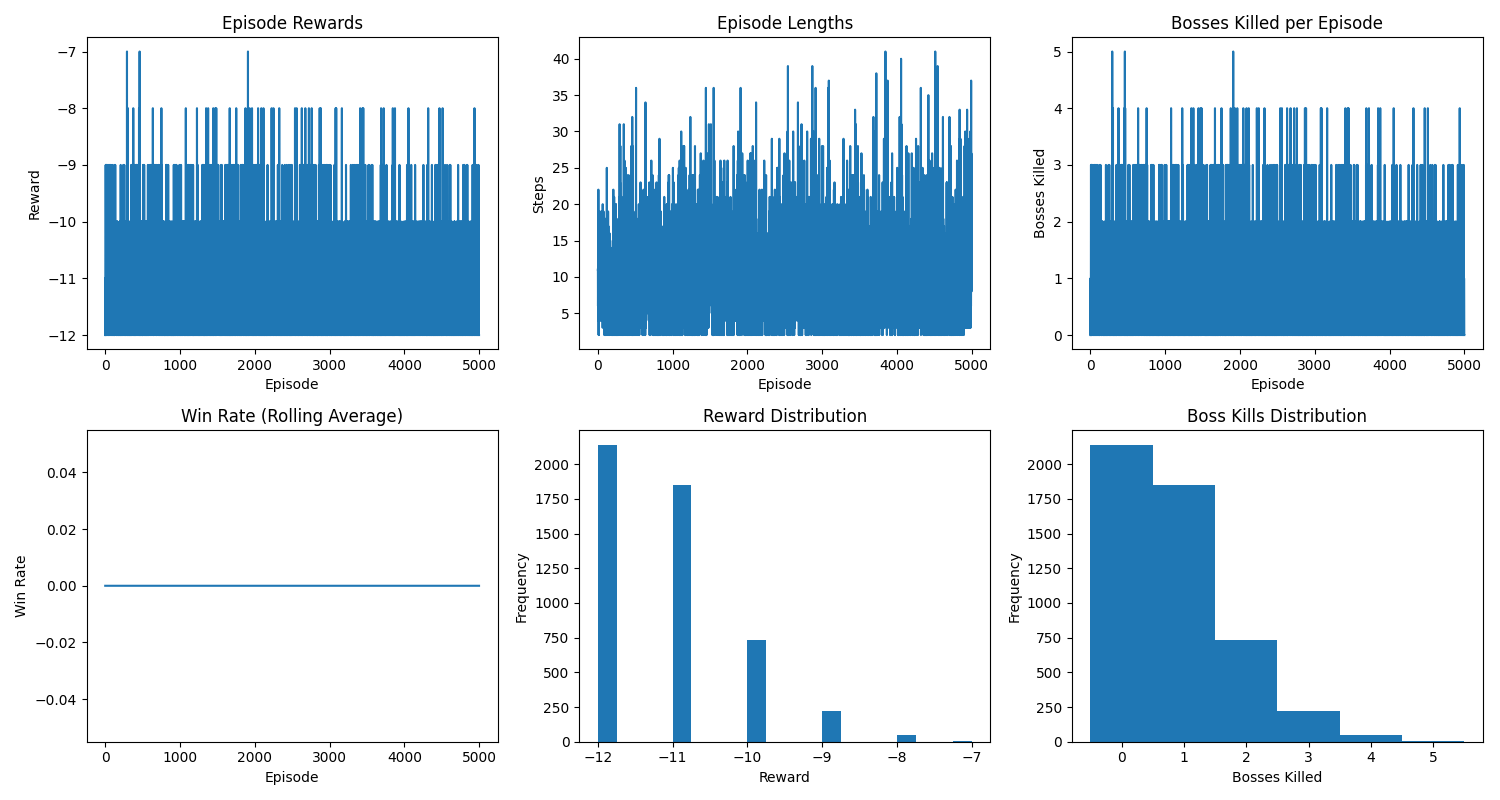 Episode Rewards
Reward
−7
−8
−9
−10
−11
−12
0 1000 2000 3000 4000 5000
Episode
Episode Lengths
Steps
40
35
30
25
20
15
10
5
0 1000 2000 3000 4000 5000
Episode
Bosses Killed per Episode
Bosses Killed
5
4
3
2
1
0
0 1000 2000 3000 4000 5000
Episode
Win Rate (Rolling Average)
Win Rate
0.04
0.02
0.00
−0.02
−0.04
0 1000 2000 3000 4000 5000
Episode
Reward Distribution
Frequency
2000
1750
1500
1250
1000
750
500
250
0
−12 −11 −10 −9 −8 −7
Reward
Boss Kills Distribution
Frequency
2000
1750
1500
1250
1000
750
500
250
0
0 1 2 3 4 5
Bosses Killed